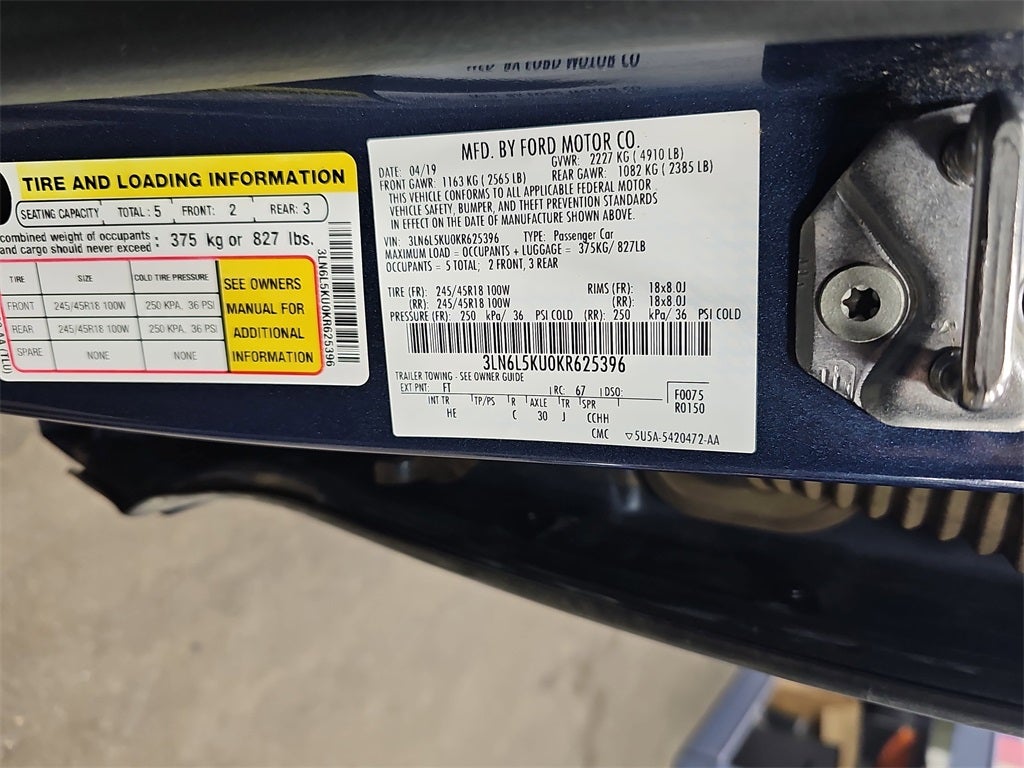 TIRE AND LOADING INFORMATION
SEATING CAPACITY TOTAL: 5 FRONT: 2 REAR: 3
combined weight of occupants and cargo should never exceed : 375 kg or 827 lbs.
TIRE SIZE COLD TIRE PRESSURE
FRONT 245/45R18 100W 250 KPA, 36 PSI
REAR 245/45R18 100W 250 KPA, 36 PSI
SPARE NONE NONE
SEE OWNERS
MANUAL FOR
ADDITIONAL
INFORMATION
3LN6L5KU0KR625396
MFD. BY FORD MOTOR CO.
DATE: 04/19 GVWR: 2227 KG ( 4910 LB)
FRONT GAWR: 1163 KG ( 2565 LB) REAR GAWR: 1082 KG ( 2385 LB)
THIS VEHICLE CONFORMS TO ALL APPLICABLE FEDERAL MOTOR
VEHICLE SAFETY, BUMPER, AND THEFT PREVENTION STANDARDS
IN EFFECT ON THE DATE OF MANUFACTURE SHOWN ABOVE.
VIN: 3LN6L5KU0KR625396 TYPE: Passenger Car
MAXIMUM LOAD = OCCUPANTS + LUGGAGE = 375KG/ 827LB
OCCUPANTS = 5 TOTAL; 2 FRONT, 3 REAR
TIRE (FR): 245/45R18 100W RIMS (FR): 18x8.0J
(RR): 245/45R18 100W (RR): 18x8.0J
PRESSURE (FR): 250 kPa/ 36 PSI COLD (RR): 250 kPa/ 36 PSI COLD
3LN6L5KU0KR625396
TRAILER TOWING - SEE OWNER GUIDE
EXT PNT: FT RC: 67 DSO: F0075
INT TR TP/PS R AXLE TR SPR R0150
HE C 30 J CCHH
CMC ▽5U5A-5420472-AA